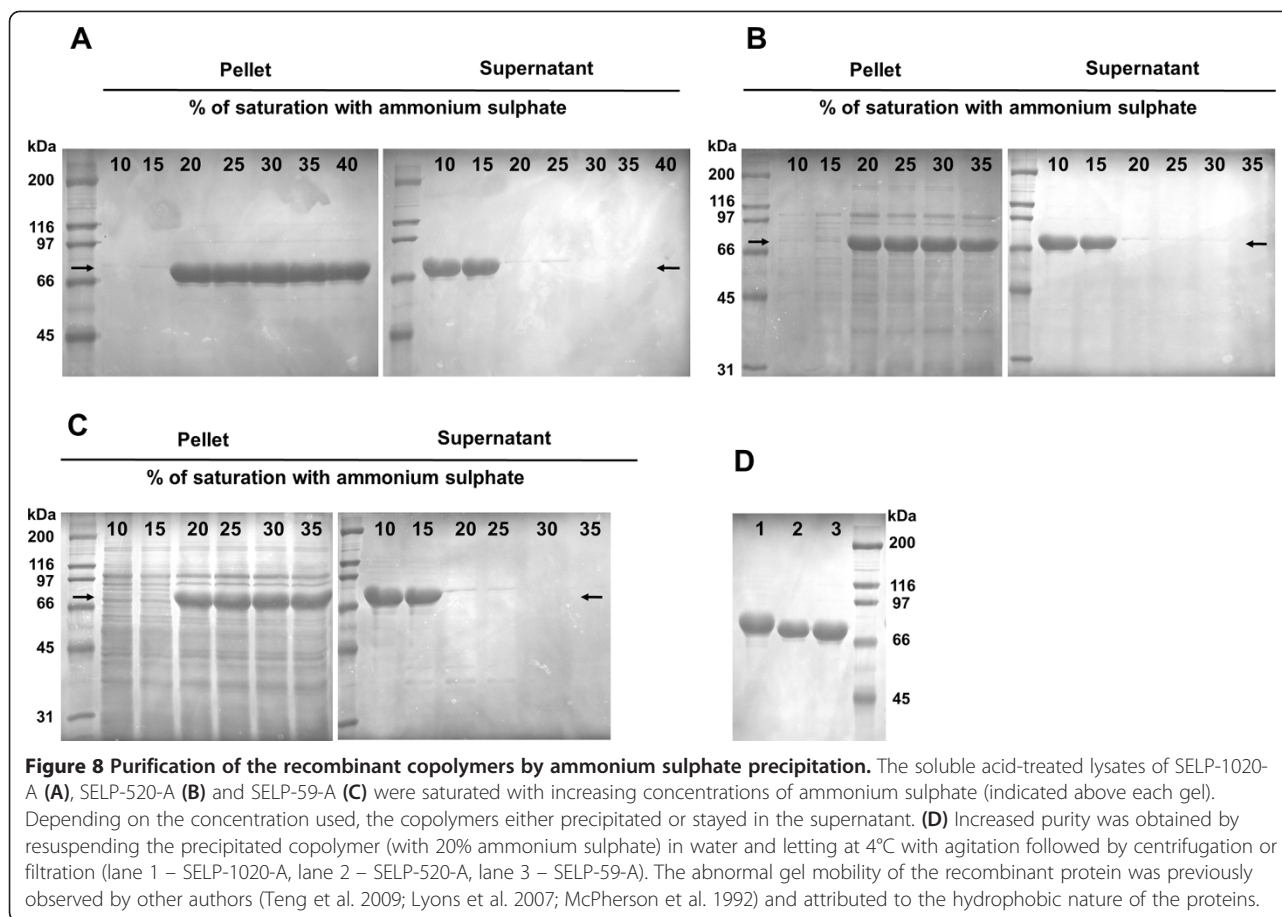 A
Pellet Supernatant
% of saturation with ammonium sulphate
kDa
10 15 20 25 30 35 40 10 15 20 25 30 35 40
200
116
97
66
45
B
Pellet Supernatant
% of saturation with ammonium sulphate
kDa
10 15 20 25 30 35 10 15 20 25 30 35
200
116
97
66
45
31
C
Pellet Supernatant
% of saturation with ammonium sulphate
kDa
10 15 20 25 30 35 10 15 20 25 30 35
200
116
97
66
45
31
D
kDa
1 2 3
200
116
97
66
45
Figure 8 Purification of the recombinant copolymers by ammonium sulphate precipitation. The soluble acid-treated lysates of SELP-1020-
A (A), SELP-520-A (B) and SELP-59-A (C) were saturated with increasing concentrations of ammonium sulphate (indicated above each gel).
Depending on the concentration used, the copolymers either precipitated or stayed in the supernatant. (D) Increased purity was obtained by
resuspending the precipitated copolymer (with 20% ammonium sulphate) in water and letting at 4°C with agitation followed by centrifugation or
filtration (lane 1 – SELP-1020-A, lane 2 – SELP-520-A, lane 3 – SELP-59-A). The abnormal gel mobility of the recombinant protein was previously
observed by other authors (Teng et al. 2009; Lyons et al. 2007; McPherson et al. 1992) and attributed to the hydrophobic nature of the proteins.